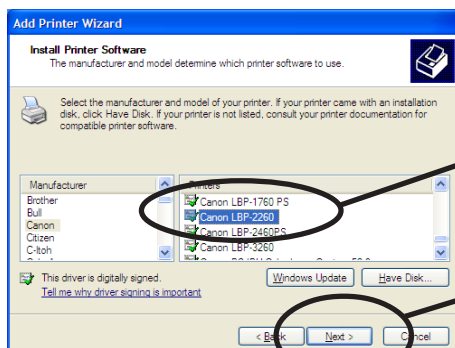 Add Printer Wizard
Install Printer Software
The manufacturer and model determine which printer software to use.
Select the manufacturer and model of your printer. If your printer came with an installation
disk, click Have Disk. If your printer is not listed, consult your printer documentation for
compatible printer software.
Manufacturer
Brother
Bull
Canon
Citizen
C-Itoh
Printers
Canon LBP-1760 PS
Canon LBP-2260
Canon LBP-2460PS
Canon LBP-3260
This driver is digitally signed.
Tell me why driver signing is important
Windows Update
Have Disk...
< Back
Next >
Cancel